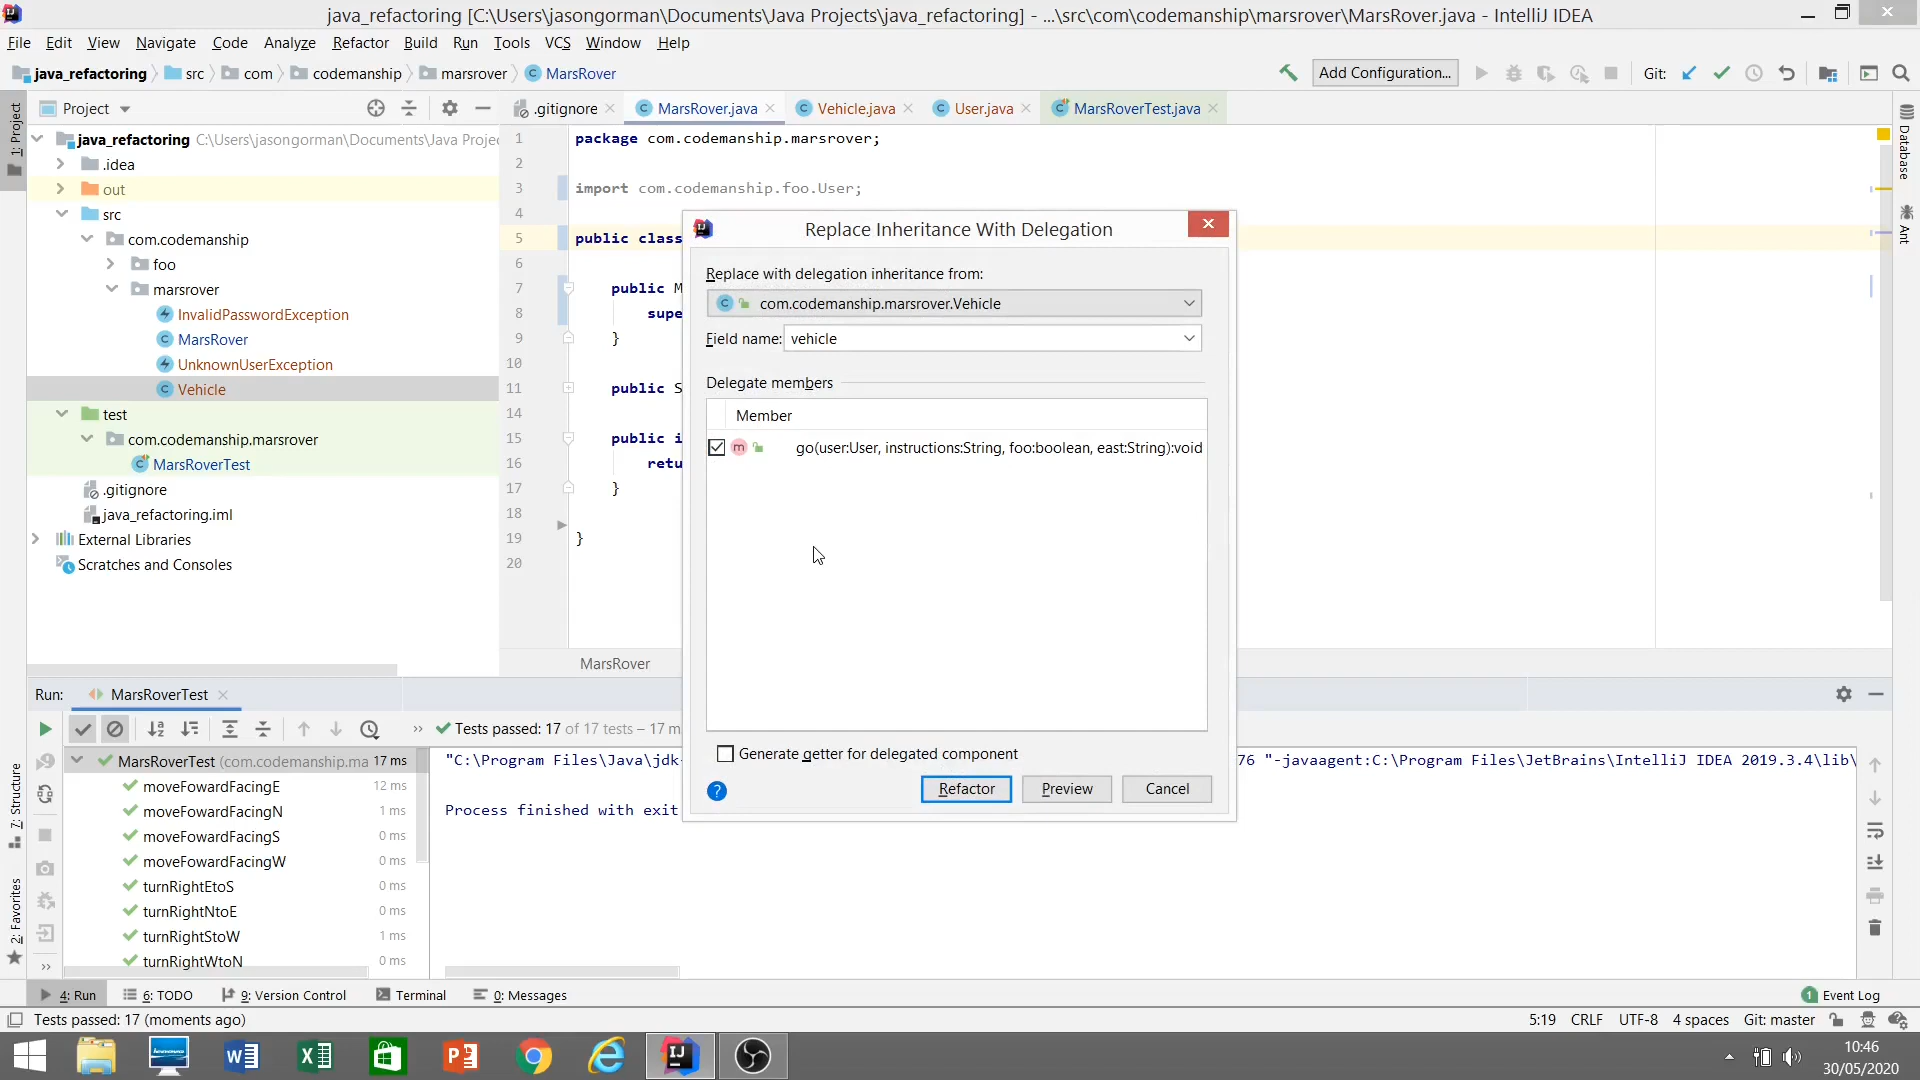 java_refactoring [C:\Users\jasongorman\Documents\Java Projects\java_refactoring] - ...\src\com\codemanship\marsrover\MarsRover.java - IntelliJ IDEA
File Edit View Navigate Code Analyze Refactor Build Run Tools VCS Window Help
java_refactoring src com codemanship marsrover MarsRover
Add Configuration... Git:
Project
.gitignore MarsRover.java Vehicle.java User.java MarsRoverTest.java
1: Project
java_refactoring C:\Users\jasongorman\Documents\Java Projec
.idea
out
src
com.codemanship
foo
marsrover
InvalidPasswordException
MarsRover
UnknownUserException
Vehicle
test
com.codemanship.marsrover
MarsRoverTest
.gitignore
java_refactoring.iml
External Libraries
Scratches and Consoles
1 package com.codemanship.marsrover;
2
3 import com.codemanship.foo.User;
4
5 public class
6
7 public M
8 supe
9 }
10
11 public S
14
15 public i
16 retu
17 }
18
19 }
20
MarsRover
Database
Ant
Replace Inheritance With Delegation
Replace with delegation inheritance from:
com.codemanship.marsrover.Vehicle
Field name: vehicle
Delegate members
Member
go(user:User, instructions:String, foo:boolean, east:String):void
Generate getter for delegated component
Refactor Preview Cancel
Run: MarsRoverTest
Tests passed: 17 of 17 tests – 17 m
MarsRoverTest (com.codemanship.ma 17 ms
moveFowardFacingE 12 ms
moveFowardFacingN 1 ms
moveFowardFacingS 0 ms
moveFowardFacingW 0 ms
turnRightEtoS 0 ms
turnRightNtoE 0 ms
turnRightStoW 1 ms
turnRightWtoN 0 ms
"C:\Program Files\Java\jdk- 76 "-javaagent:C:\Program Files\JetBrains\IntelliJ IDEA 2019.3.4\lib\
Process finished with exit
7: Structure
2: Favorites
4: Run 6: TODO 9: Version Control Terminal 0: Messages
1 Event Log
Tests passed: 17 (moments ago)
5:19 CRLF UTF-8 4 spaces Git: master
10:46
30/05/2020